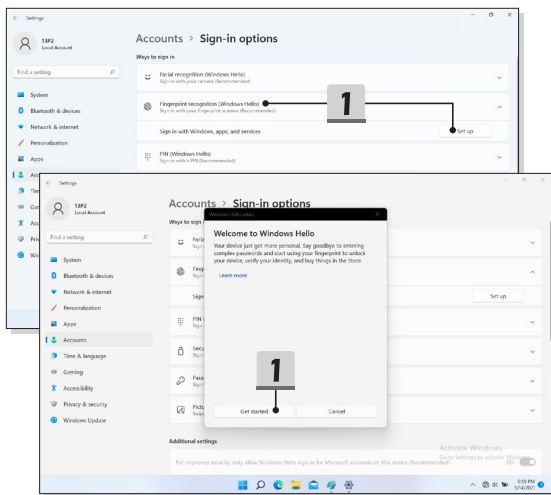 Settings
13P2
Local Account
Find a setting
System
Bluetooth & devices
Network & internet
Personalization
Apps
Accounts > Sign-in options
Ways to sign in
Facial recognition (Windows Hello)
Sign in with your camera (Recommended)
Fingerprint recognition (Windows Hello)
Sign in with your fingerprint scanner (Recommended)
1
Sign in with Windows, apps, and services
Set up
PIN (Windows Hello)
Sign in with a PIN (Recommended)
Settings
13P2
Local Account
Find a setting
System
Bluetooth & devices
Network & internet
Personalization
Apps
Accounts
Time & language
Gaming
Accessibility
Privacy & security
Windows Update
Accounts > Sign-in options
Ways to sign
Windows Hello setup
Welcome to Windows Hello
Your device just got more personal. Say goodbye to entering
complex passwords and start using your fingerprint to unlock
your device, verify your identity, and buy things in the Store.
Learn more
Set up
PIN
1
Get started
Cancel
Additional settings
For improved security, only allow Windows Hello sign-in for Microsoft accounts on this device (Recommended)
On
Activate Windows
Go to Settings to activate Windows.
6:59 PM